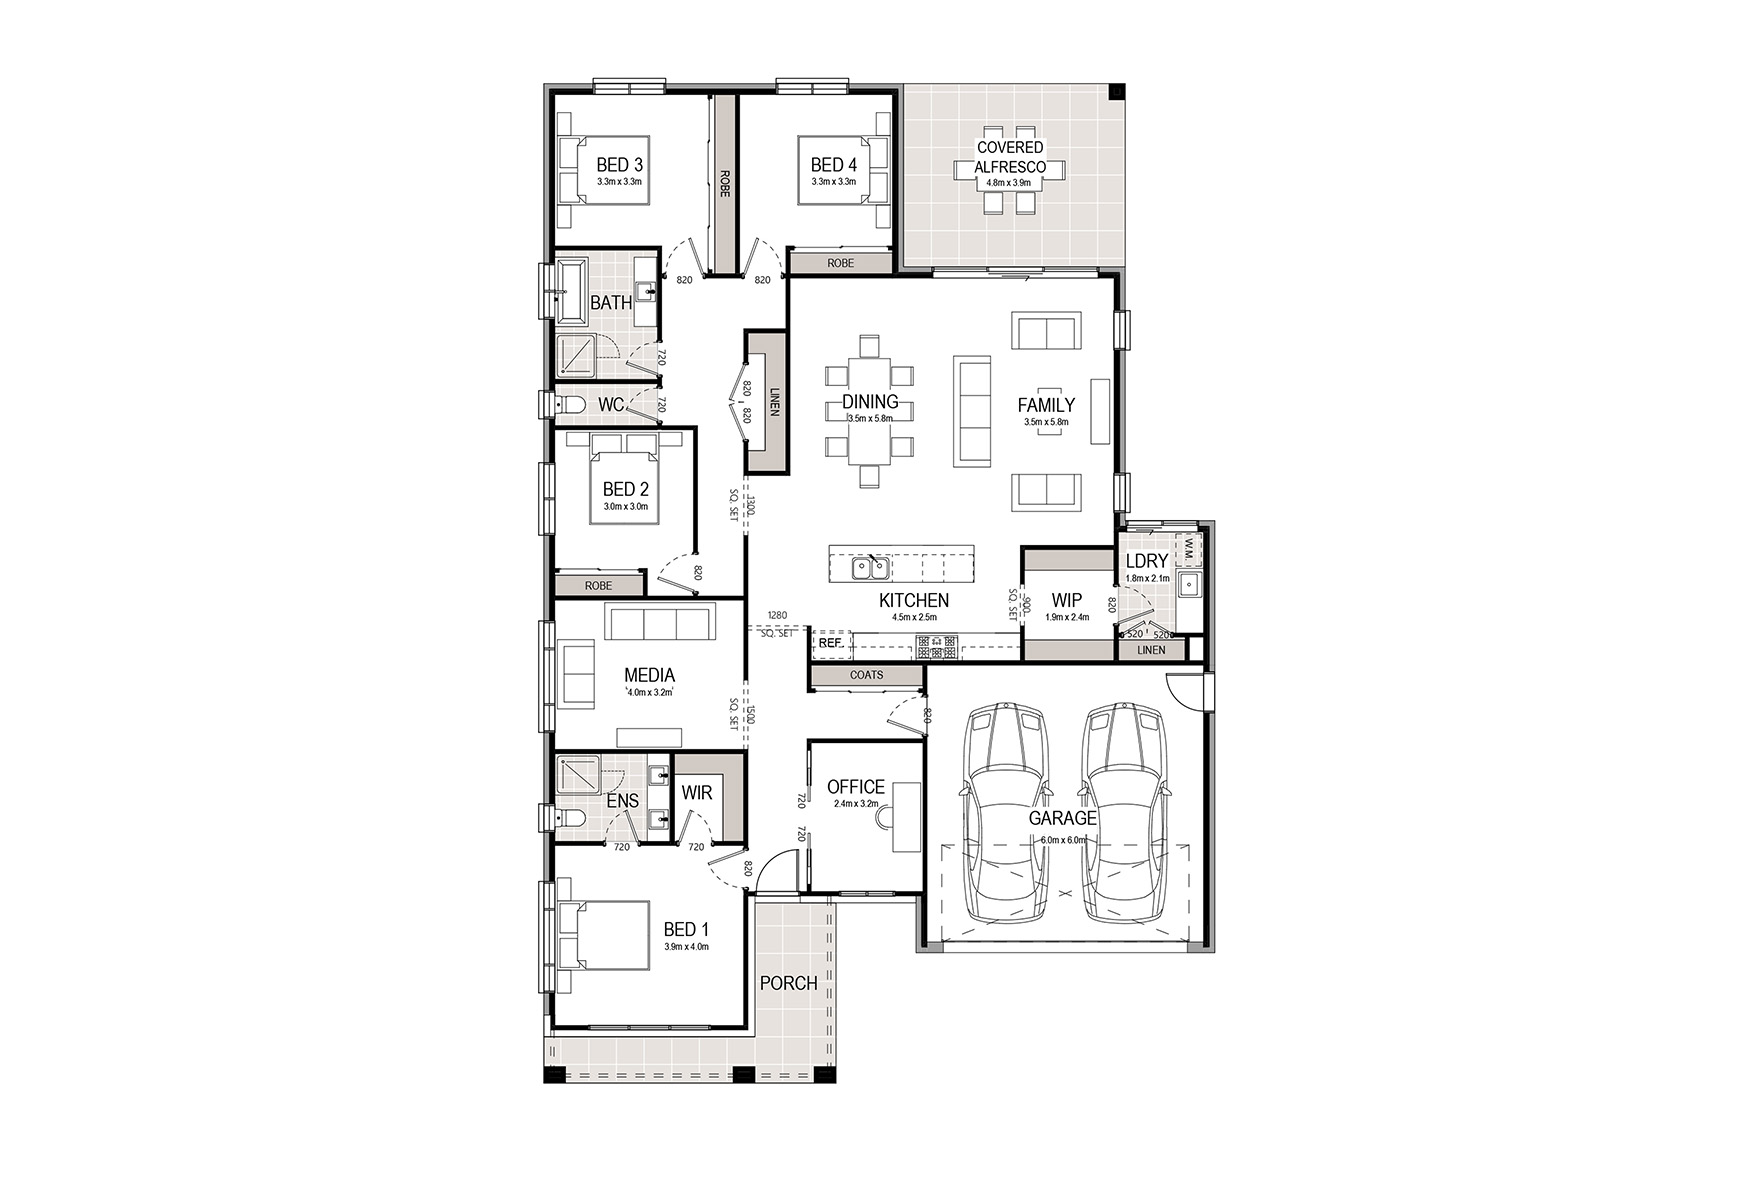 BED 3
3.3m x 3.3m
ROBE
BED 4
3.3m x 3.3m
ROBE
COVERED
ALFRESCO
4.8m x 3.9m
820
820
BATH
720
WC
720
820
820
LINEN
DINING
3.5m x 5.8m
FAMILY
3.5m x 5.8m
BED 2
3.0m x 3.0m
ROBE
820
1300
SQ. SET
KITCHEN
4.5m x 2.5m
REF.
900
SQ. SET
WIP
1.9m x 2.4m
820
LDRY
1.8m x 2.1m
W.M.
520
520
LINEN
1280
SQ. SET
MEDIA
4.0m x 3.2m
1500
SQ. SET
COATS
820
ENS
720
WIR
720
820
OFFICE
2.4m x 3.2m
720
720
GARAGE
6.0m x 6.0m
BED 1
3.9m x 4.0m
PORCH